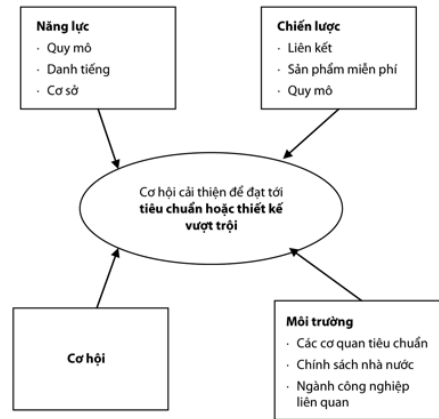 Năng lực
· Quy mô
· Danh tiếng
· Cơ sở
Chiến lược
· Liên kết
· Sản phẩm miễn phí
· Quy mô
Cơ hội cải thiện để đạt tới
tiêu chuẩn hoặc thiết kế
vượt trội
Cơ hội
Môi trường
· Các cơ quan tiêu chuẩn
· Chính sách nhà nước
· Ngành công nghiệp
liên quan